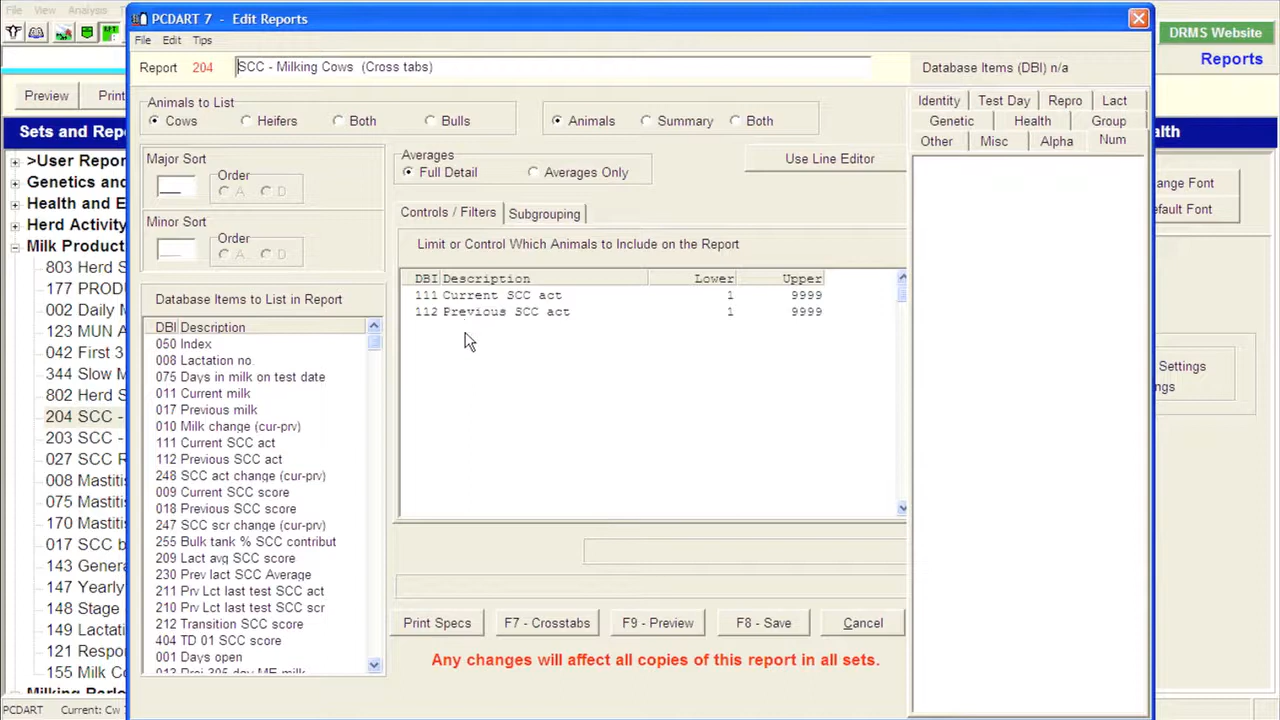 File View Analysis
PCDART 7 - Edit Reports
DRMS Website
Reports
File Edit Tips
Report 204 SCC - Milking Cows (Cross tabs)
Database Items (DBI) n/a
Preview Print
Animals to List
Cows Heifers Both Bulls
Animals Summary Both
Identity Test Day Repro Lact
Genetic Health Group
Other Misc Alpha Num
Sets and Rep
Major Sort
Order
A D
Minor Sort
Order
A D
Averages
Full Detail Averages Only
Use Line Editor
Controls / Filters Subgrouping
Limit or Control Which Animals to Include on the Report
DBI Description Lower Upper
111 Current SCC act 1 9999
112 Previous SCC act 1 9999
Database Items to List in Report
DBI Description
050 Index
008 Lactation no.
075 Days in milk on test date
011 Current milk
017 Previous milk
010 Milk change (cur-prv)
111 Current SCC act
112 Previous SCC act
248 SCC act change (cur-prv)
009 Current SCC score
018 Previous SCC score
247 SCC scr change (cur-prv)
255 Bulk tank % SCC contribut
209 Lact avg SCC score
230 Prev lact SCC Average
211 Prv Lct last test SCC act
210 Prv Lct last test SCC scr
212 Transition SCC score
404 TD 01 SCC score
001 Days open
Print Specs F7 - Crosstabs F9 - Preview F8 - Save Cancel
Any changes will affect all copies of this report in all sets.
>User Repor
Genetics and
Health and E
Herd Activity
Milk Product
803 Herd S
177 PRODU
002 Daily M
123 MUN A
042 First 3
344 Slow M
802 Herd S
204 SCC -
203 SCC -
027 SCC R
008 Mastitis
075 Mastitis
170 Mastitis
017 SCC b
143 Genera
147 Yearly
148 Stage
149 Lactati
121 Respon
155 Milk Co
Milking Parlo
PCDART Current: Cw
alth
ange Font
efault Font
Settings
ngs